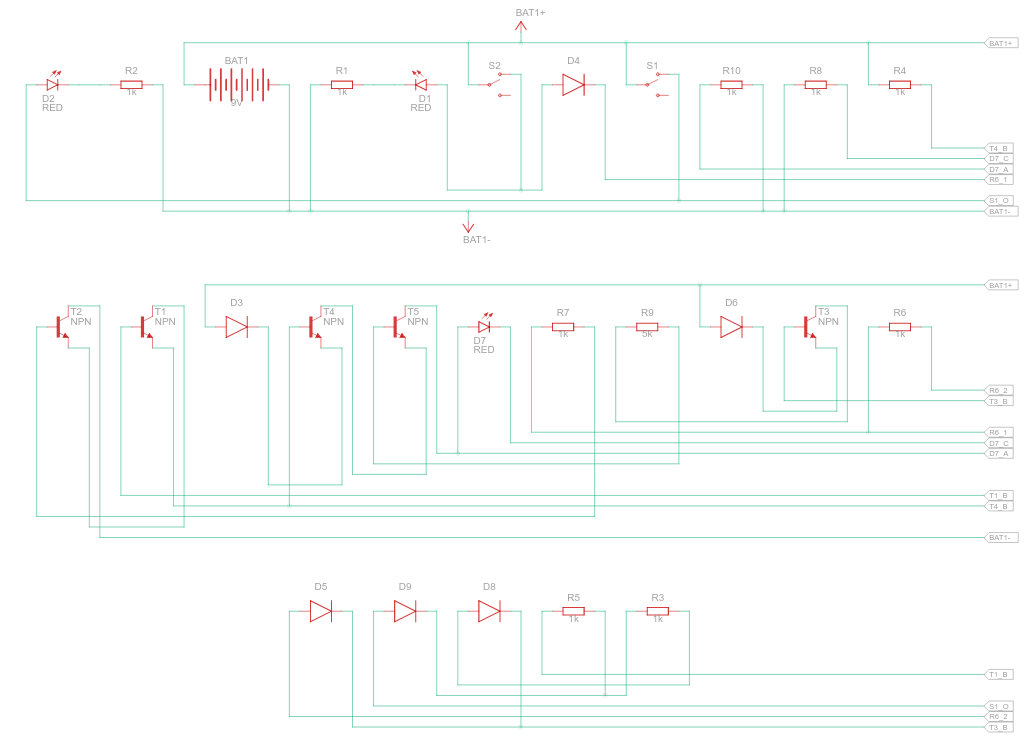 BAT1+
BAT1+
R2
BAT1
R1
S2
D4
S1
R10
R8
R4
1k
1k
1k
1k
1k
D2
RED
9V
D1
RED
T4_B
D7_C
D7_A
R6_1
S1_O
BAT1-
BAT1-
BAT1+
D3
D6
T2
NPN
T1
NPN
T4
NPN
T5
NPN
R7
R9
T3
NPN
R6
1k
5k
1k
D7
RED
R6_2
T3_B
R6_1
D7_C
D7_A
T1_B
T4_B
BAT1-
D5
D9
D8
R5
R3
1k
1k
T1_B
S1_O
R6_2
T3_B